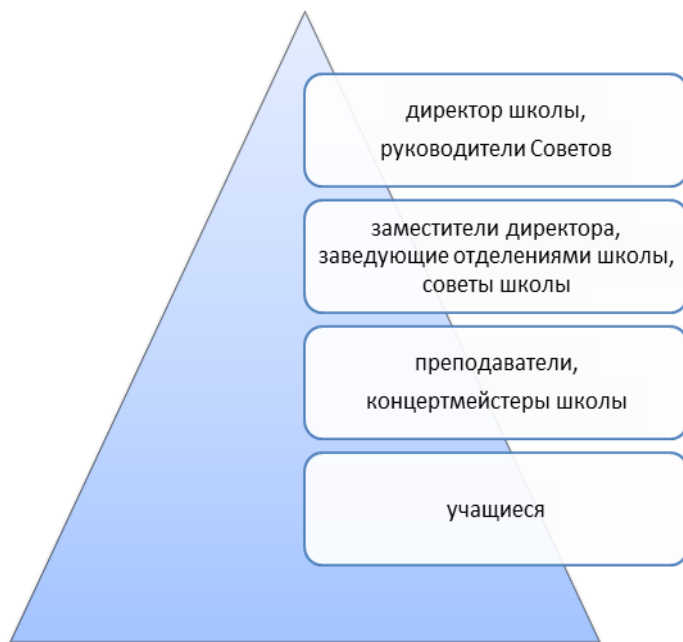 директор школы,
руководители Советов
заместители директора,
заведующие отделениями школы,
советы школы
преподаватели,
концертмейстеры школы
учащиеся